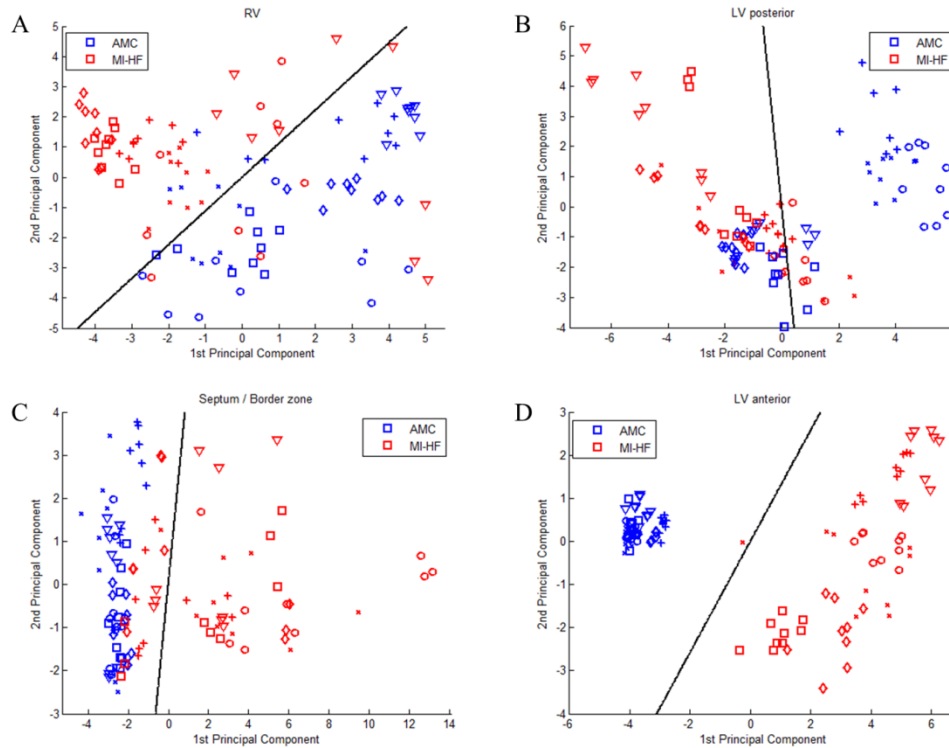 A
RV
AMC
MI-HF
2nd Principal Component
5
4
3
2
1
0
-1
-2
-3
-4
-5
-4 -3 -2 -1 0 1 2 3 4 5
1st Principal Component
B
LV posterior
AMC
MI-HF
2nd Principal Component
6
5
4
3
2
1
0
-1
-2
-3
-4
-6 -4 -2 0 2 4
1st Principal Component
C
Septum / Border zone
AMC
MI-HF
2nd Principal Component
4
3
2
1
0
-1
-2
-3
-4 -2 0 2 4 6 8 10 12 14
1st Principal Component
D
LV anterior
AMC
MI-HF
2nd Principal Component
3
2
1
0
-1
-2
-3
-4
-6 -4 -2 0 2 4 6
1st Principal Component